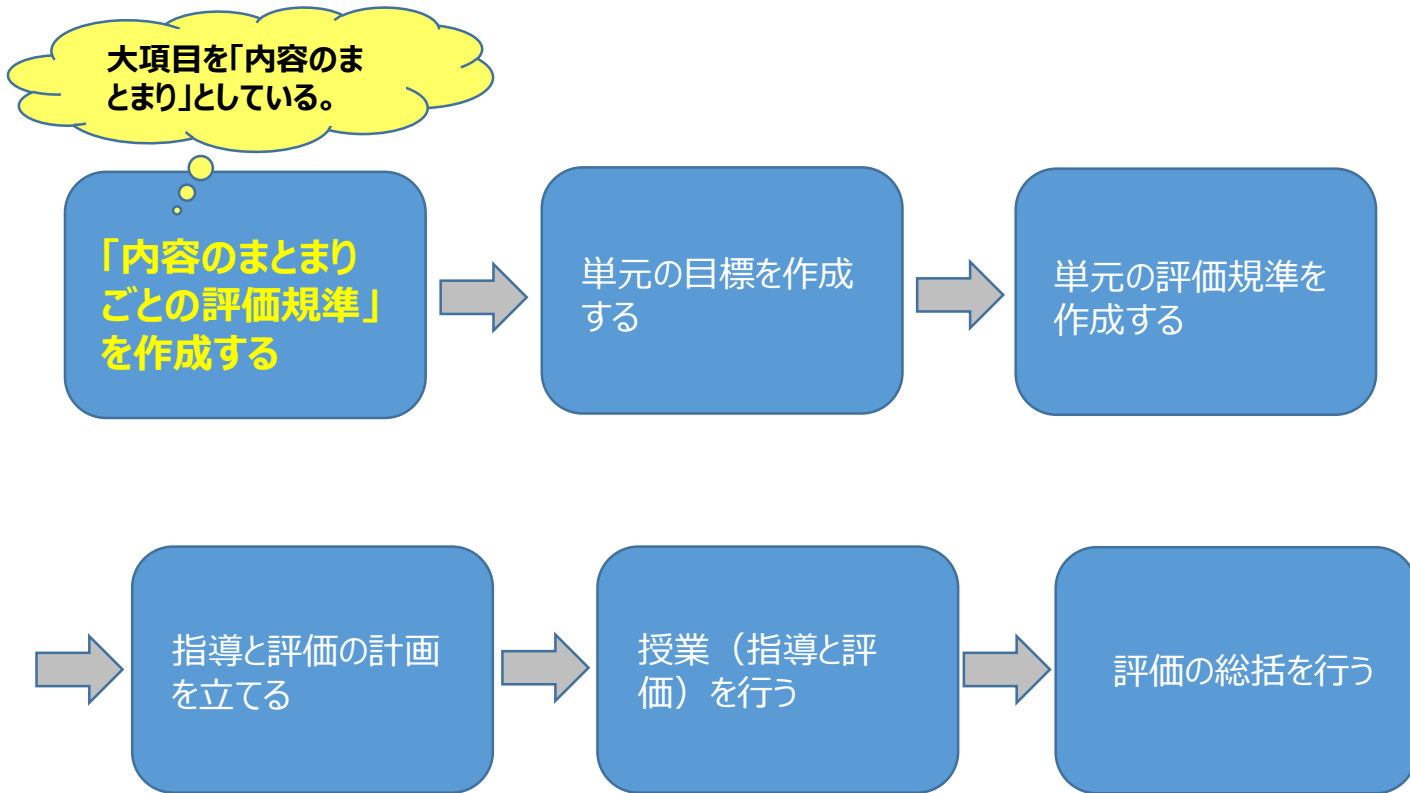 大項目を「内容のま
とまり」としている。
「内容のまとまり
ごとの評価規準」
を作成する
単元の目標を作成
する
単元の評価規準を
作成する
指導と評価の計画
を立てる
授業（指導と評
価）を行う
評価の総括を行う